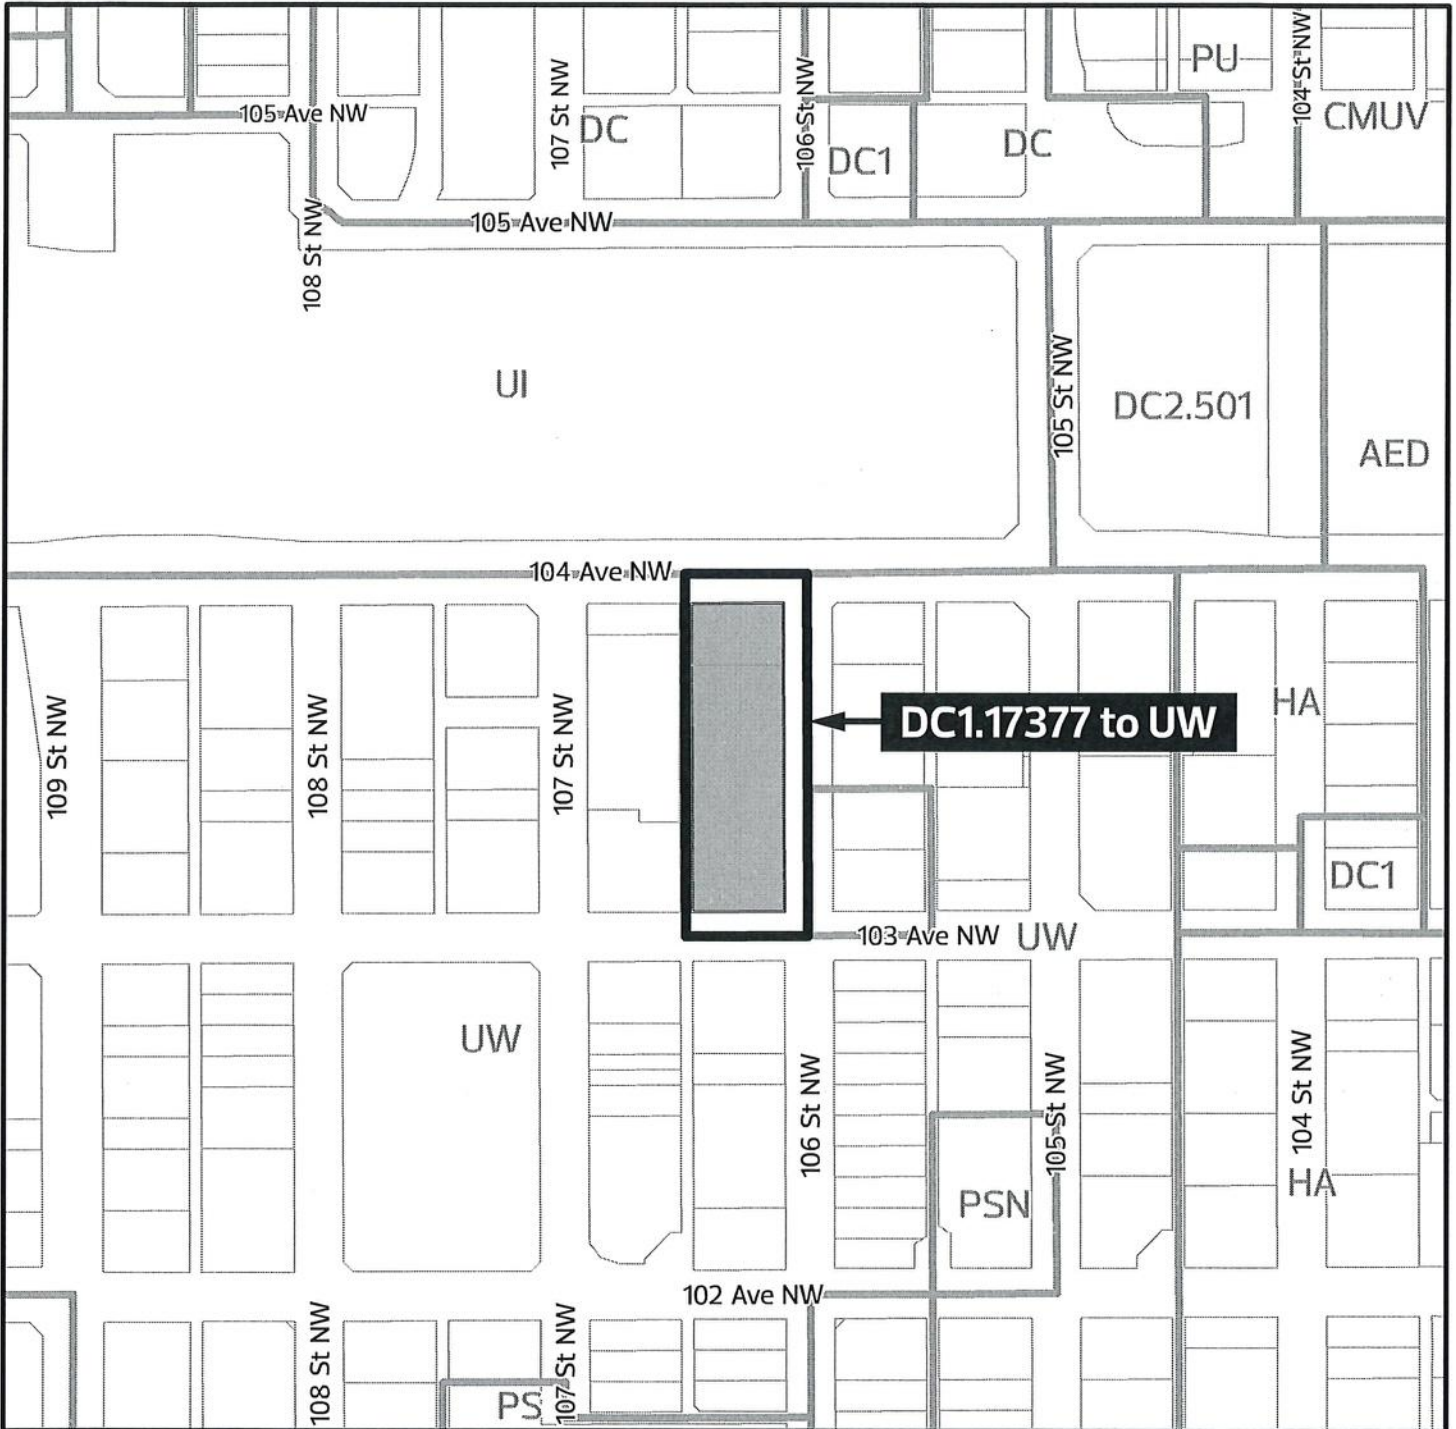 PU
104 St NW
CMUV
105 Ave NW
107 St NW
DC
106 St NW
DC1
DC
108 St NW
105 Ave NW
UI
105 St NW
DC2.501
AED
104 Ave NW
109 St NW
108 St NW
107 St NW
DC1.17377 to UW
HA
DC1
103 Ave NW
UW
UW
106 St NW
105 St NW
104 St NW
PSN
HA
102 Ave NW
108 St NW
107 St NW
PS